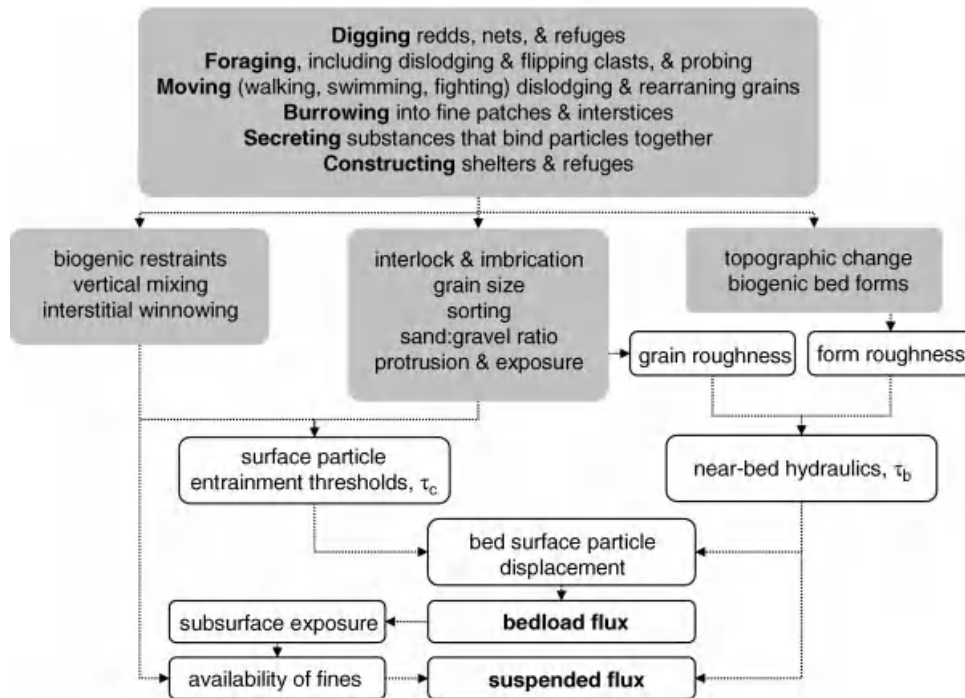 Digging redds, nets, & refuges
Foraging, including dislodging & flipping clasts, & probing
Moving (walking, swimming, fighting) dislodging & rearraning grains
Burrowing into fine patches & interstices
Secreting substances that bind particles together
Constructing shelters & refuges
biogenic restraints
vertical mixing
interstitial winnowing
interlock & imbrication
grain size
sorting
sand:gravel ratio
protrusion & exposure
topographic change
biogenic bed forms
grain roughness
form roughness
surface particle
entrainment thresholds, τc
near-bed hydraulics, τb
bed surface particle
displacement
subsurface exposure
bedload flux
availability of fines
suspended flux